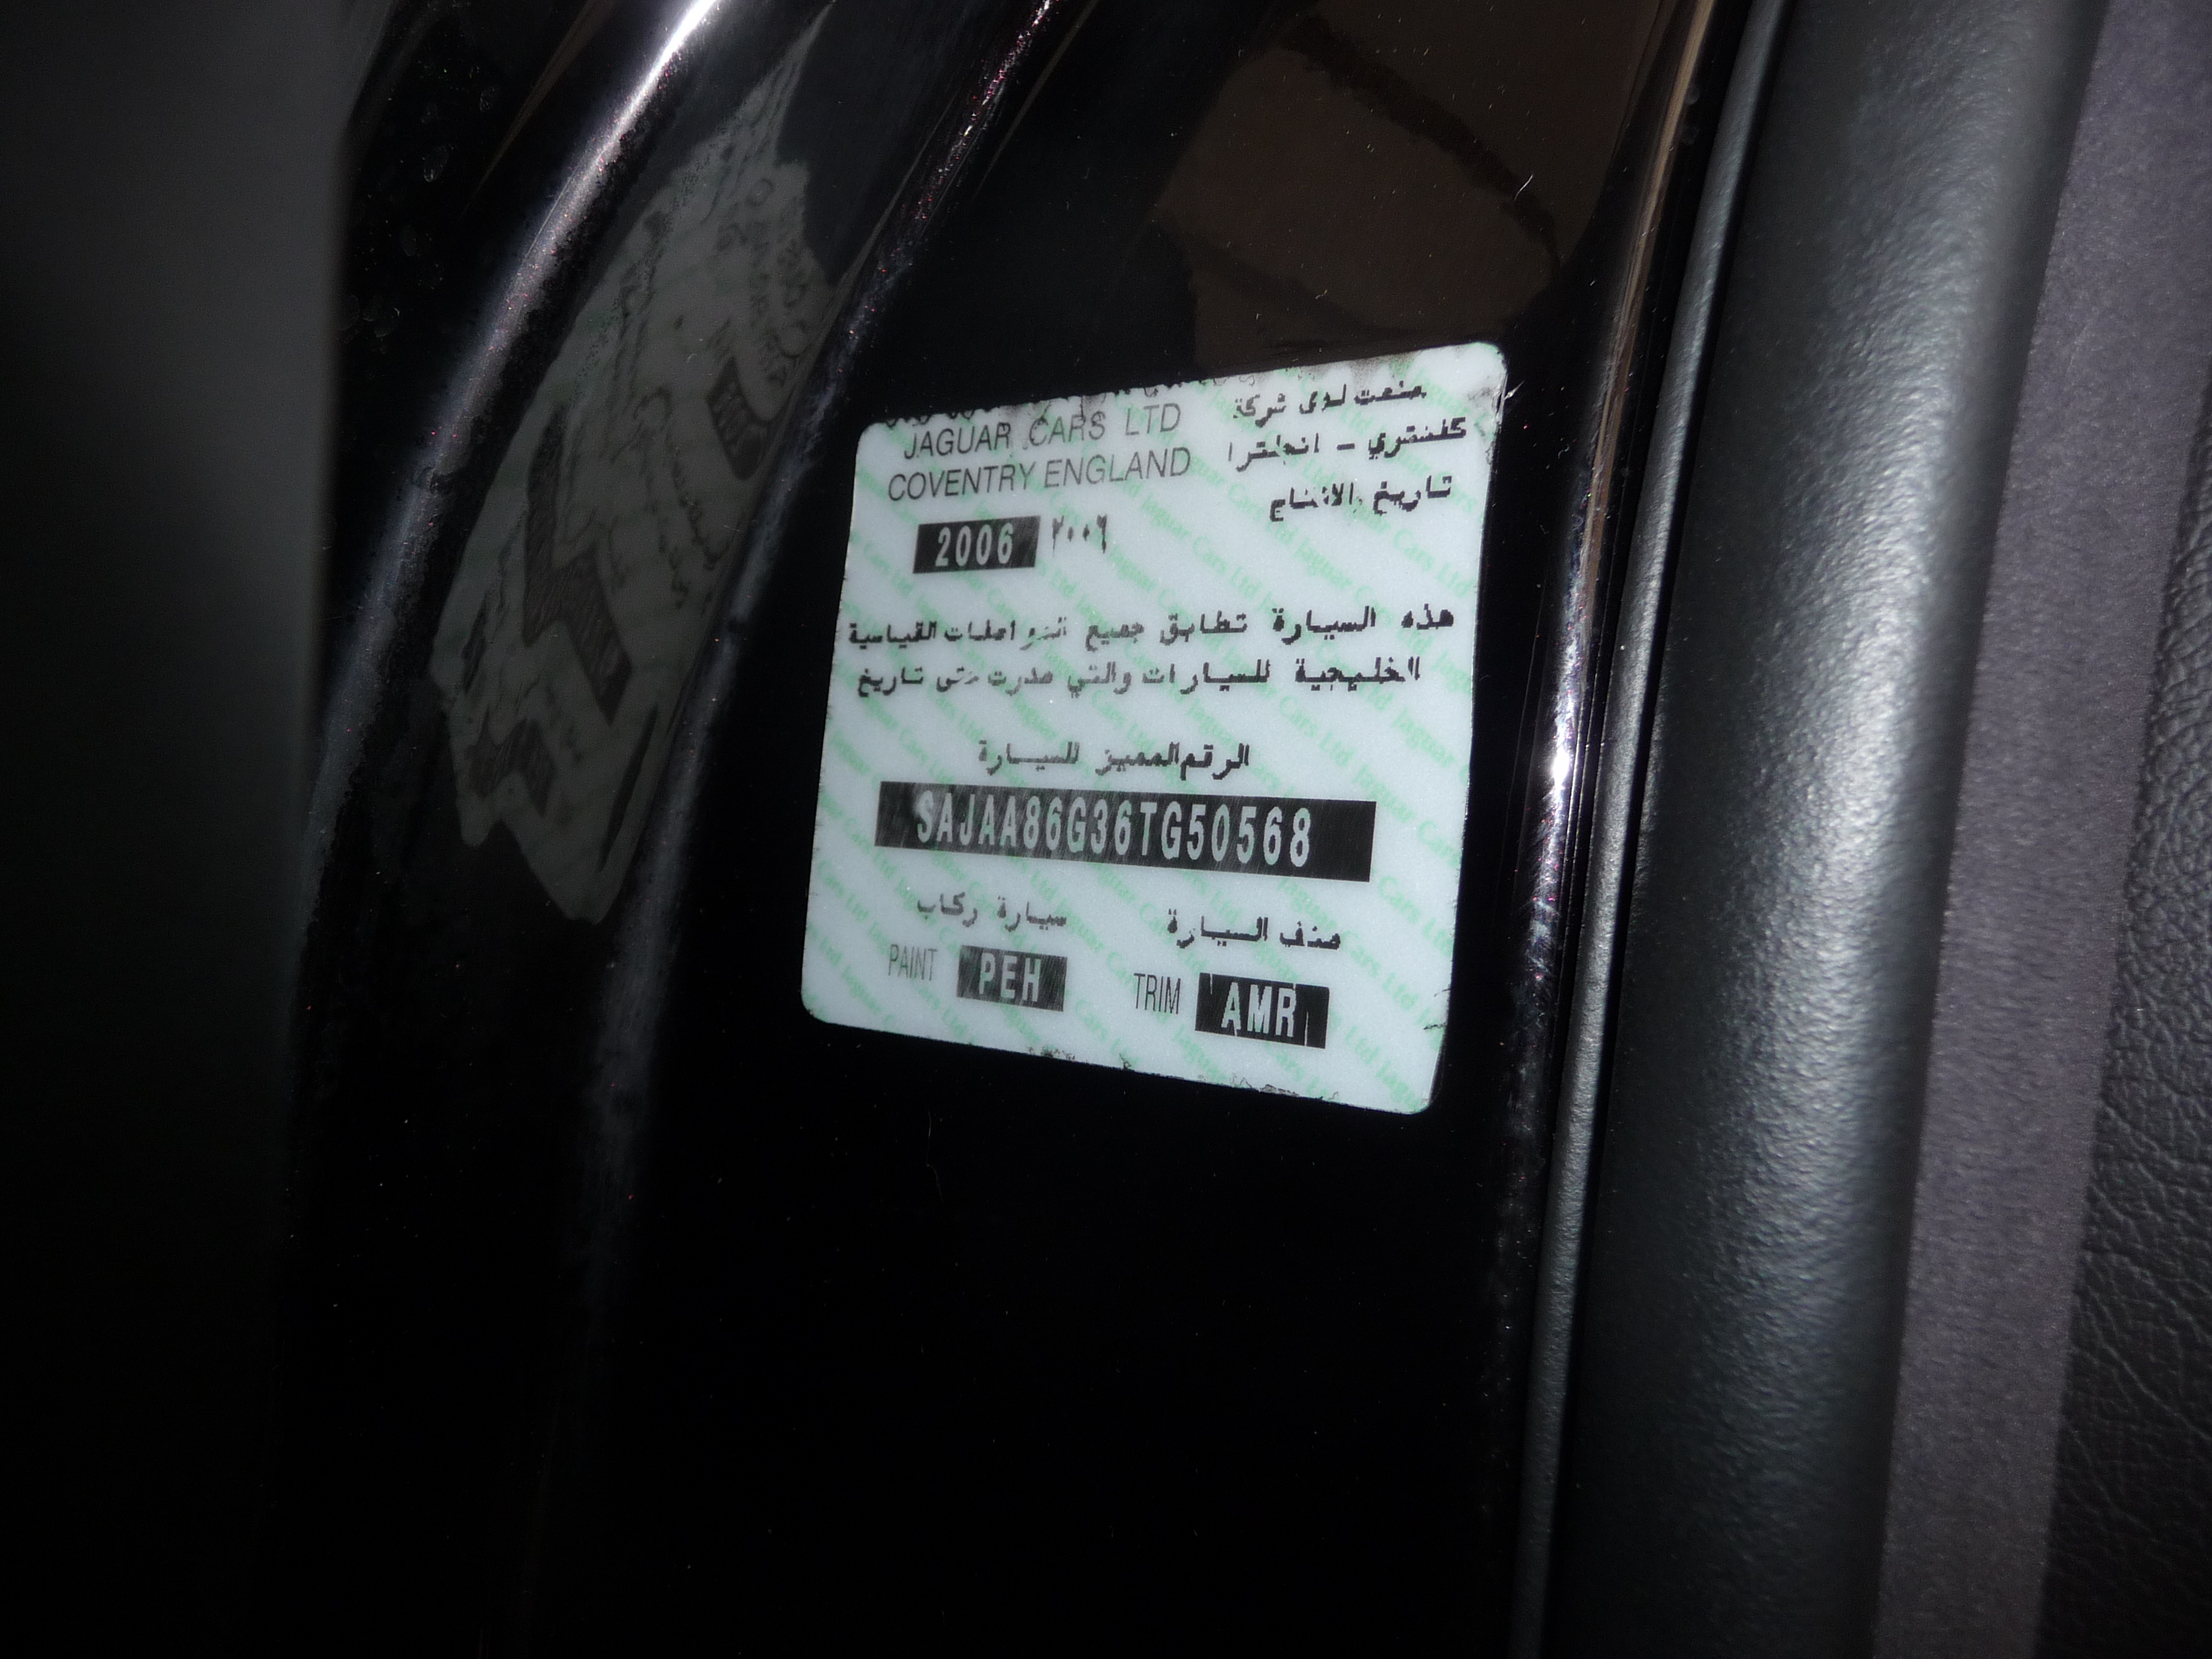 JAGUAR CARS LTD صنعت لدى شركة
COVENTRY ENGLAND كفنتري - انجلترا
تاريخ الانتاج
2006 ٢٠٠٦
هذه السيارة تطابق جميع المواصفات القياسية
الخليجية للسيارات والتي صدرت حتى تاريخ
الرقم المميز للسيارة
SAJAA86G36TG50568
صنف السيارة سيارة ركاب
PAINT PEH TRIM AMR